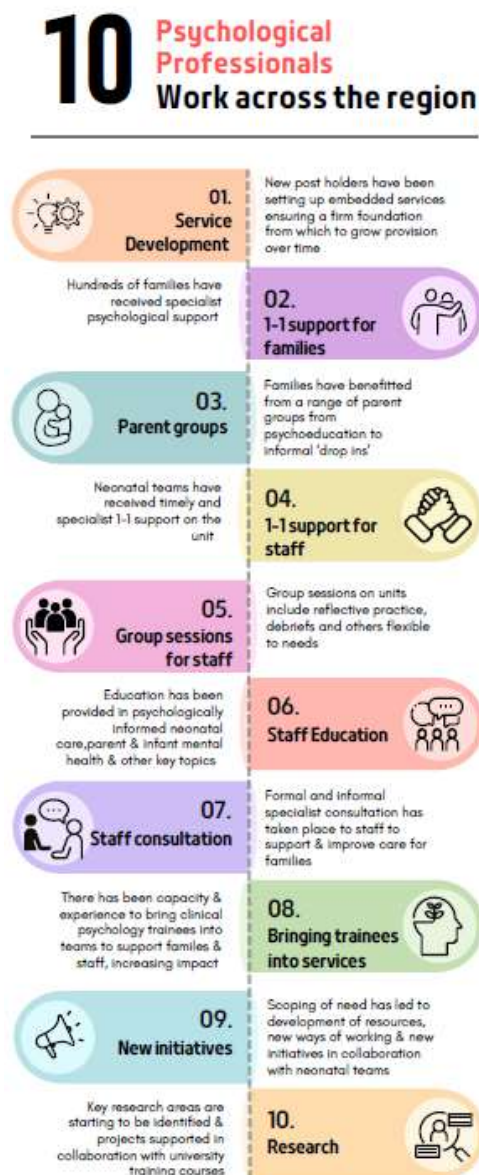 10
Psychological
Professionals
Work across the region
01.
Service
Development
New post holders have been
setting up embedded services
ensuring a firm foundation
from which to grow provision
over time
Hundreds of families have
received specialist
psychological support
02.
1-1 support for
families
03.
Parent groups
Families have benefitted
from a range of parent
groups from
psychoeducation to
informal 'drop ins'
Neonatal teams have
received timely and
specialist 1-1 support on the
unit
04.
1-1 support for
staff
05.
Group sessions
for staff
Group sessions on units
include reflective practice,
debriefs and others flexible
to needs
Education has been
provided in psychologically
informed neonatal
care,parent & infant mental
health & other key topics
06.
Staff Education
07.
Staff consultation
Formal and informal
specialist consultation has
taken place to staff to
support & improve care for
families
There has been capacity &
experience to bring clinical
psychology trainees into
teams to support familes &
staff, increasing impact
08.
Bringing trainees
into services
09.
New initiatives
Scoping of need has led to
development of resources,
new ways of working & new
initiatives in collaboration
with neonatal teams
Key research areas are
starting to be identified &
projects supported in
collaboration with university
training courses
10.
Research